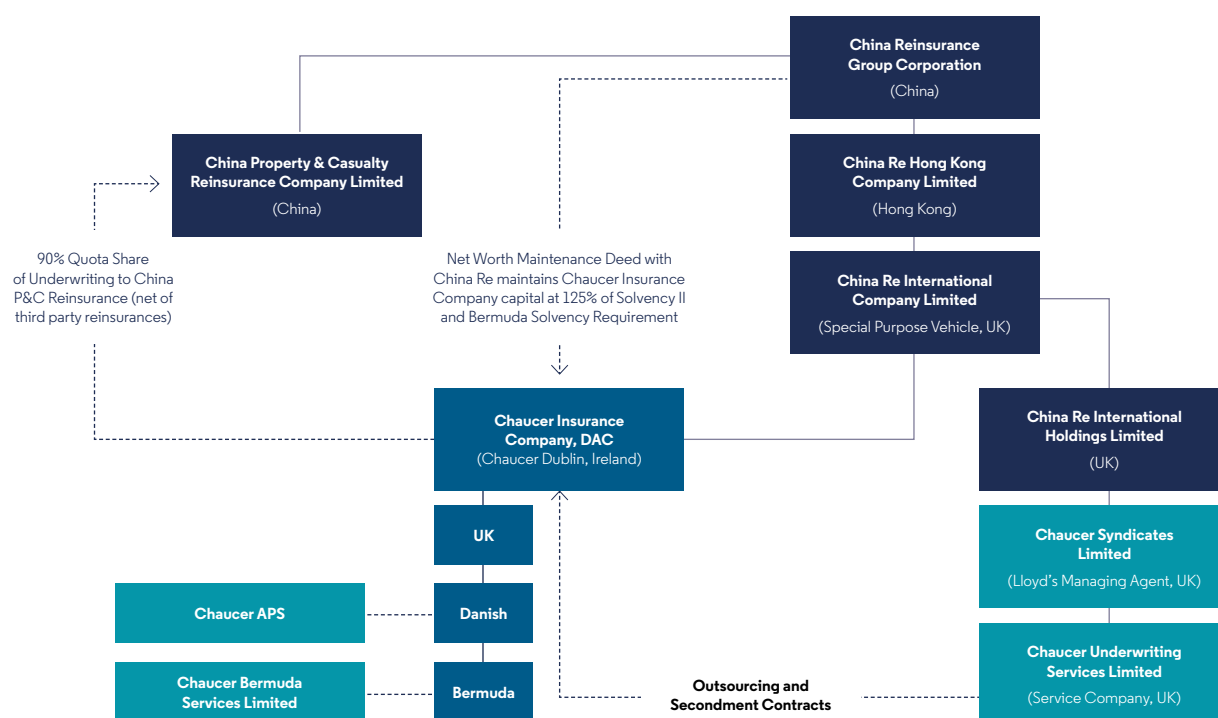 China Reinsurance
Group Corporation
(China)
China Property & Casualty
Reinsurance Company Limited
(China)
China Re Hong Kong
Company Limited
(Hong Kong)
90% Quota Share
of Underwriting to China
P&C Reinsurance (net of
third party reinsurances)
Net Worth Maintenance Deed with
China Re maintains Chaucer Insurance
Company capital at 125% of Solvency II
and Bermuda Solvency Requirement
China Re International
Company Limited
(Special Purpose Vehicle, UK)
Chaucer Insurance
Company, DAC
(Chaucer Dublin, Ireland)
China Re International
Holdings Limited
(UK)
UK
Chaucer Syndicates
Limited
(Lloyd's Managing Agent, UK)
Chaucer APS
Danish
Chaucer Bermuda
Services Limited
Bermuda
Outsourcing and
Secondment Contracts
Chaucer Underwriting
Services Limited
(Service Company, UK)